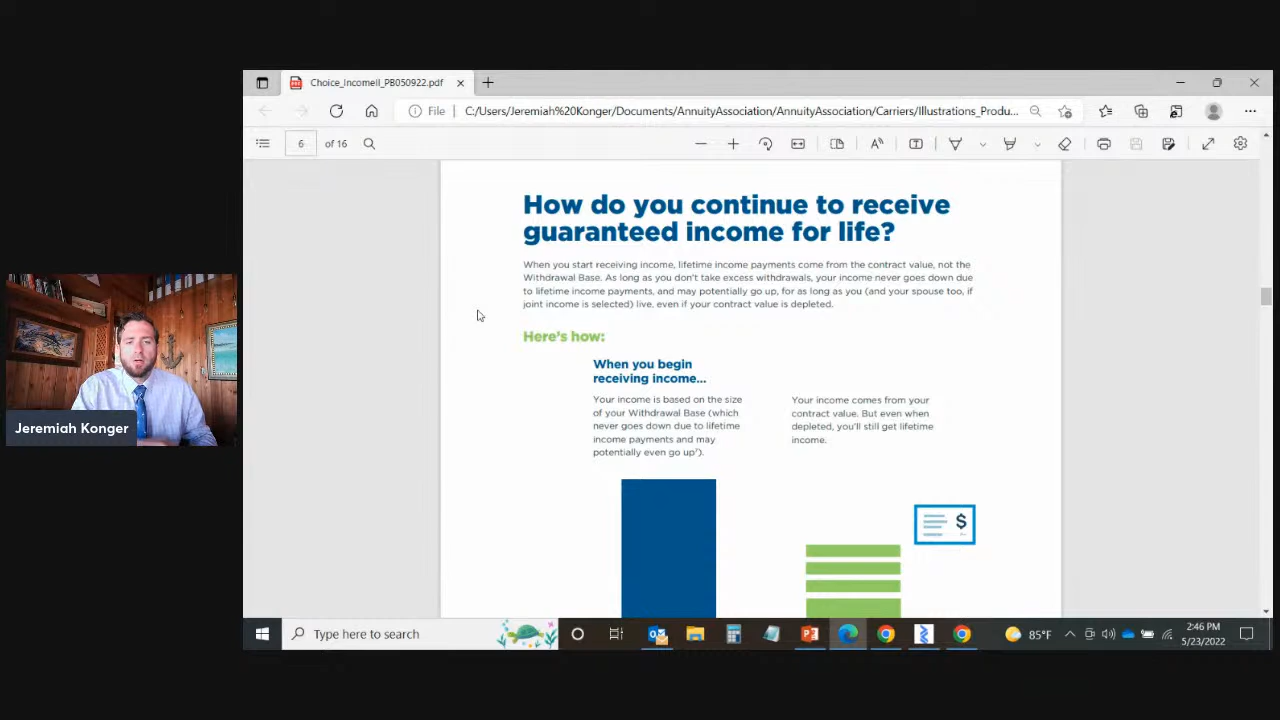 Choice_IncomeII_PB050922.pdf
File
C:/Users/Jeremiah%20Konger/Documents/AnnuityAssociation/AnnuityAssociation/Carriers/Illustrations_Produ...
6 of 16
How do you continue to receive
guaranteed income for life?
When you start receiving income, lifetime income payments come from the contract value, not the
Withdrawal Base. As long as you don't take excess withdrawals, your income never goes down due
to lifetime income payments, and may potentially go up, for as long as you (and your spouse too, if
joint income is selected) live, even if your contract value is depleted.
Here's how:
When you begin
receiving income...
Your income is based on the size
of your Withdrawal Base (which
never goes down due to lifetime
income payments and may
potentially even go up¹).
Your income comes from your
contract value. But even when
depleted, you'll still get lifetime
income.
$
Jeremiah Konger
Type here to search
85°F
2:46 PM
5/23/2022